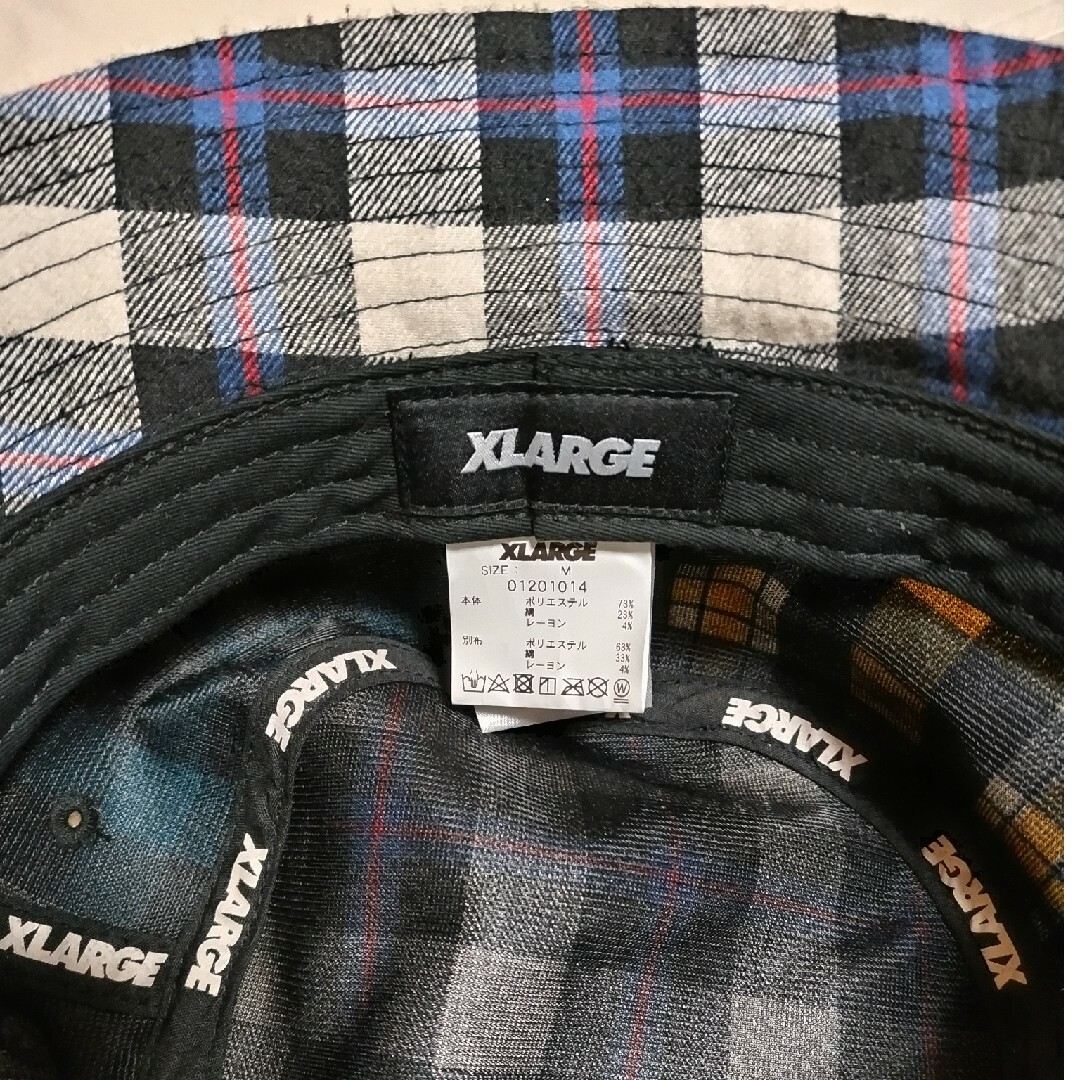 XLARGE
XLARGE
SIZE : M
01201014
本体 ポリエステル 73%
綿 23%
レーヨン 4%
別布 ポリエステル 63%
綿 33%
レーヨン 4%
W
XLARGE
XLARGE
XLARGE
XLARGE
XLARGE
XLARGE
XLARGE